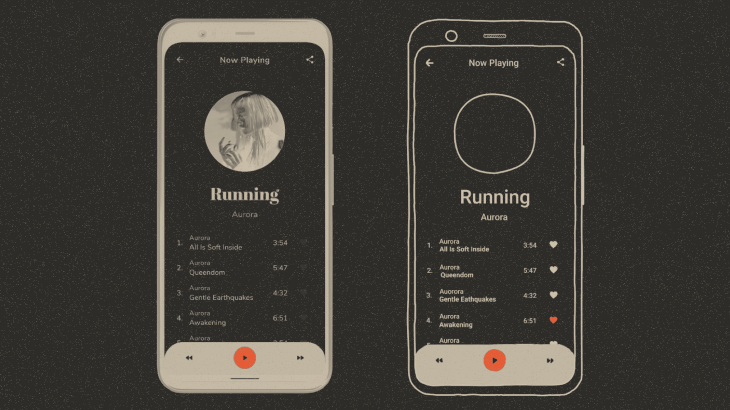 Now Playing
Running
Aurora
1. Aurora
All Is Soft Inside
3:54
2. Aurora
Queendom
5:47
3. Aurora
Gentle Earthquakes
4:32
4. Aurora
Awakening
6:51
Now Playing
Running
Aurora
1. Aurora
All Is Soft Inside
3:54
2. Aurora
Queendom
5:47
3. Auorora
Gentle Eathquakes
4:32
4. Aurora
Awakening
6:51
Aurora